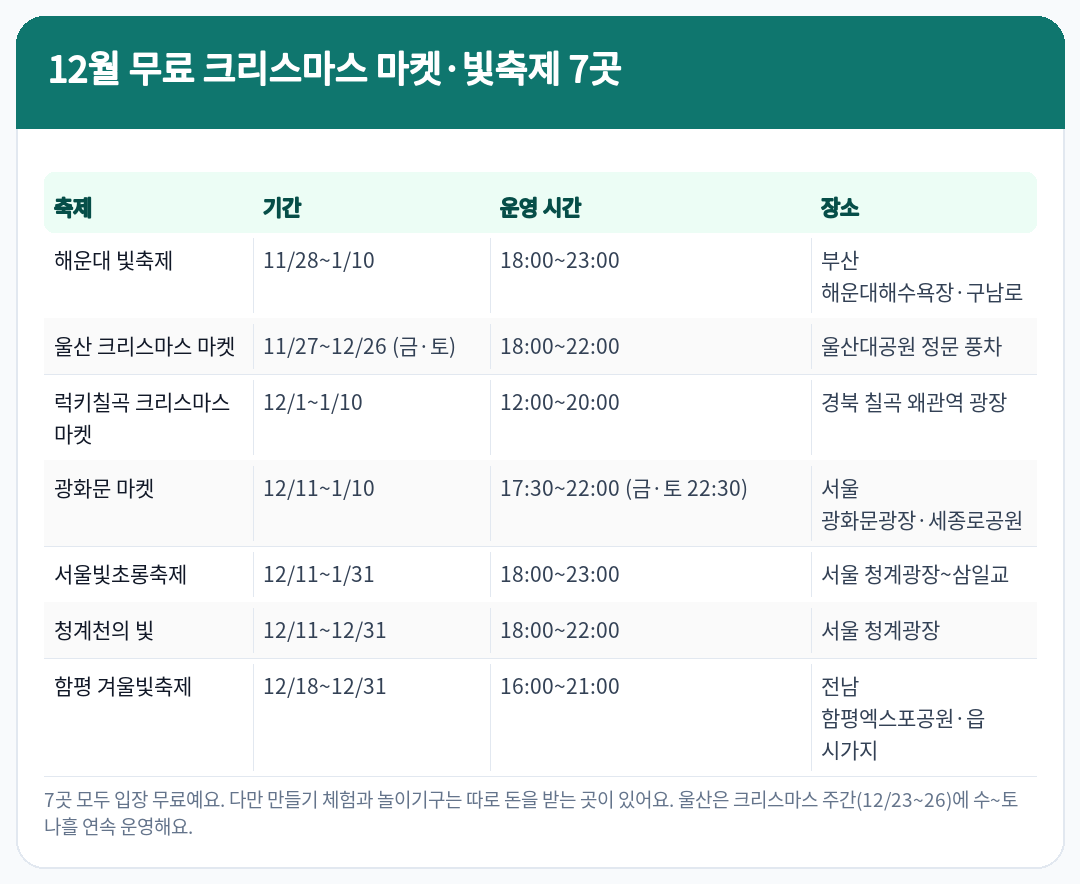 12월 무료 크리스마스 마켓·빛축제 7곳
축제 기간 운영 시간 장소
해운대 빛축제 11/28~1/10 18:00~23:00 부산
해운대해수욕장·구남로
울산 크리스마스 마켓 11/27~12/26 (금·토) 18:00~22:00 울산대공원 정문 풍차
럭키칠곡 크리스마스 12/1~1/10 12:00~20:00 경북 칠곡 왜관역 광장
마켓
광화문 마켓 12/11~1/10 17:30~22:00 (금·토 22:30) 서울
광화문광장·세종로공원
서울빛초롱축제 12/11~1/31 18:00~23:00 서울 청계광장~삼일교
청계천의 빛 12/11~12/31 18:00~22:00 서울 청계광장
함평 겨울빛축제 12/18~12/31 16:00~21:00 전남
함평엑스포공원·읍
시가지
7곳 모두 입장 무료예요. 다만 만들기 체험과 놀이기구는 따로 돈을 받는 곳이 있어요. 울산은 크리스마스 주간(12/23~26)에 수~토
나흘 연속 운영해요.